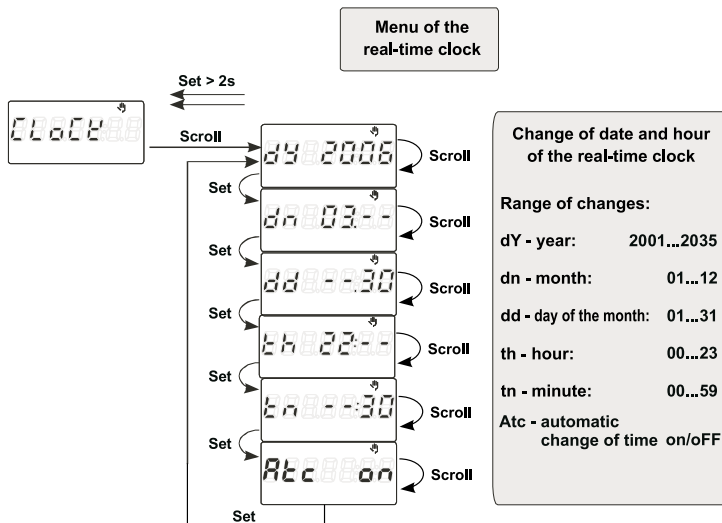 Menu of the
real-time clock
Set > 2s
CLoCK
Scroll
dY 2006
Scroll
Set
dn 03.--
Scroll
Set
dd --.30
Scroll
Set
th 22:--
Scroll
Set
tn --:30
Scroll
Set
Atc on
Scroll
Set
Change of date and hour
of the real-time clock
Range of changes:
dY - year: 2001...2035
dn - month: 01...12
dd - day of the month: 01...31
th - hour: 00...23
tn - minute: 00...59
Atc - automatic
change of time on/oFF